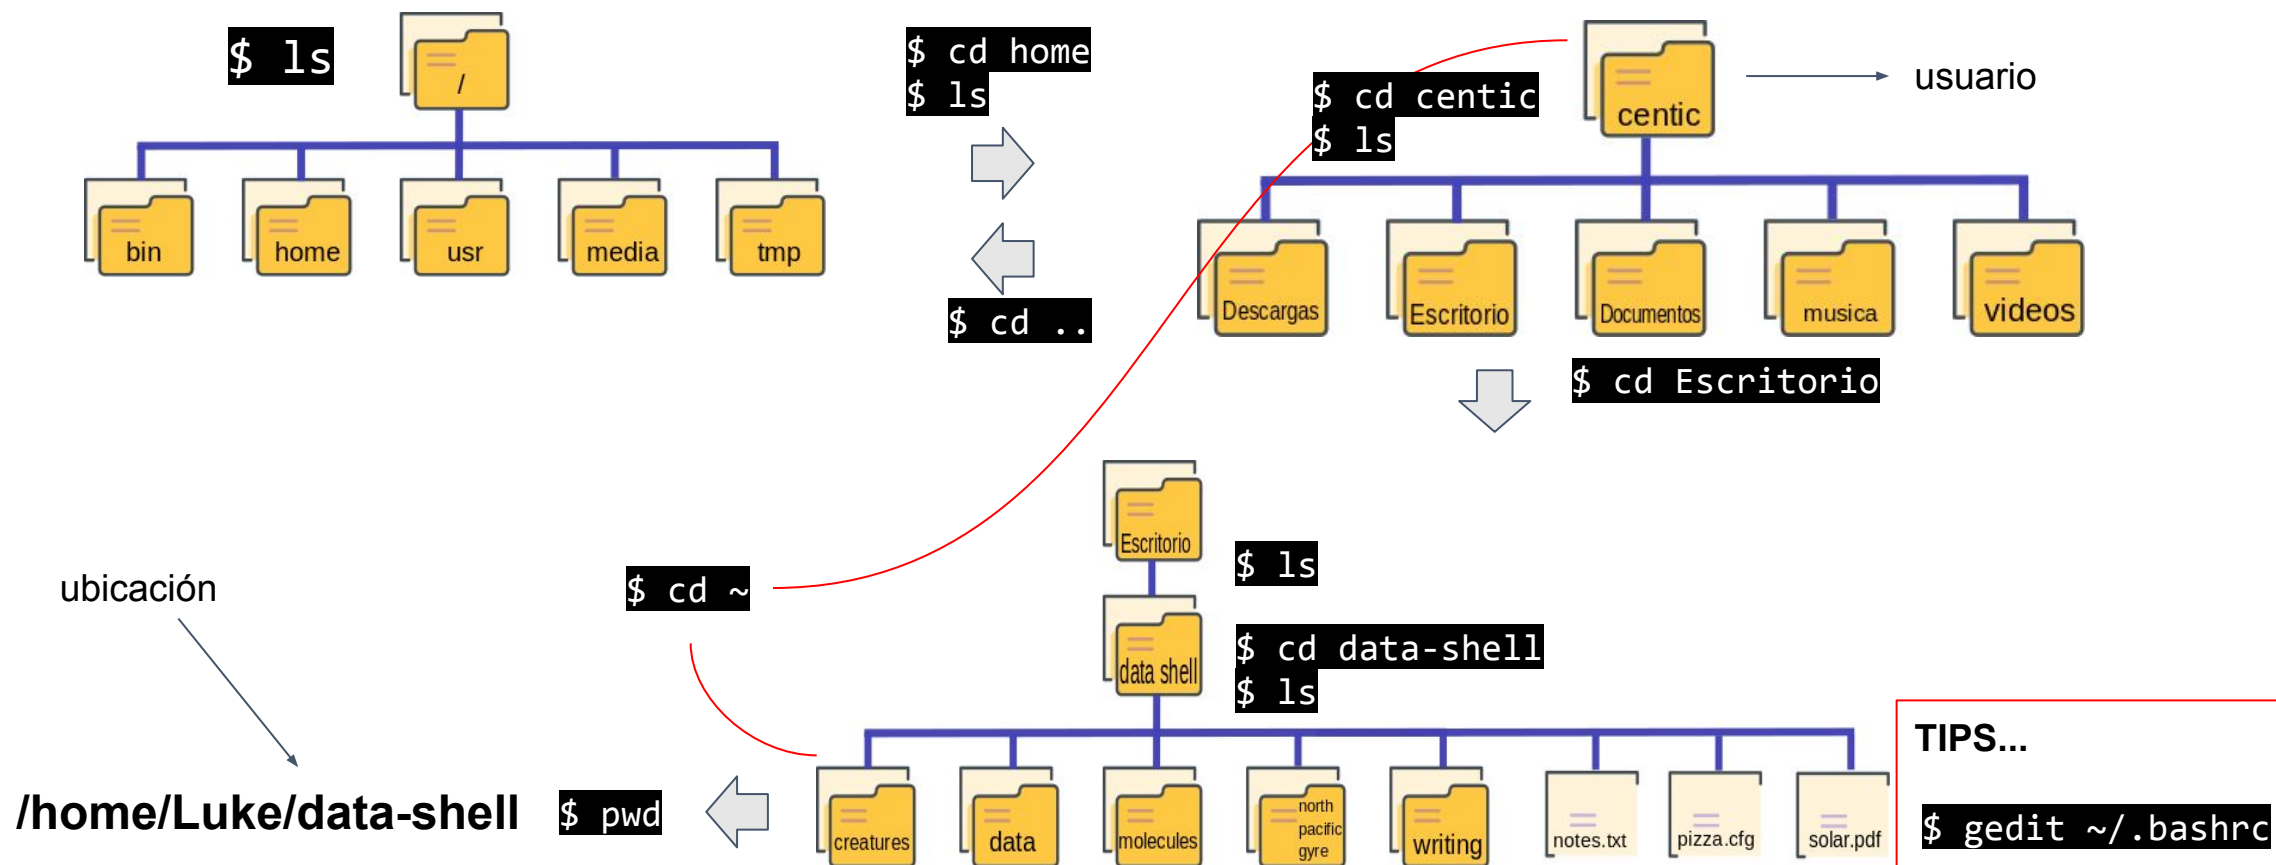 $ ls
/
bin
home
usr
media
tmp
$ cd home
$ ls
$ cd ..
$ cd centic
$ ls
centic
usuario
Descargas
Escritorio
Documentos
musica
videos
$ cd Escritorio
Escritorio
$ ls
data shell
$ cd data-shell
$ ls
$ cd ~
ubicación
/home/Luke/data-shell
$ pwd
creatures
data
molecules
north
pacific
gyre
writing
notes.txt
pizza.cfg
solar.pdf
TIPS...
$ gedit ~/.bashrc